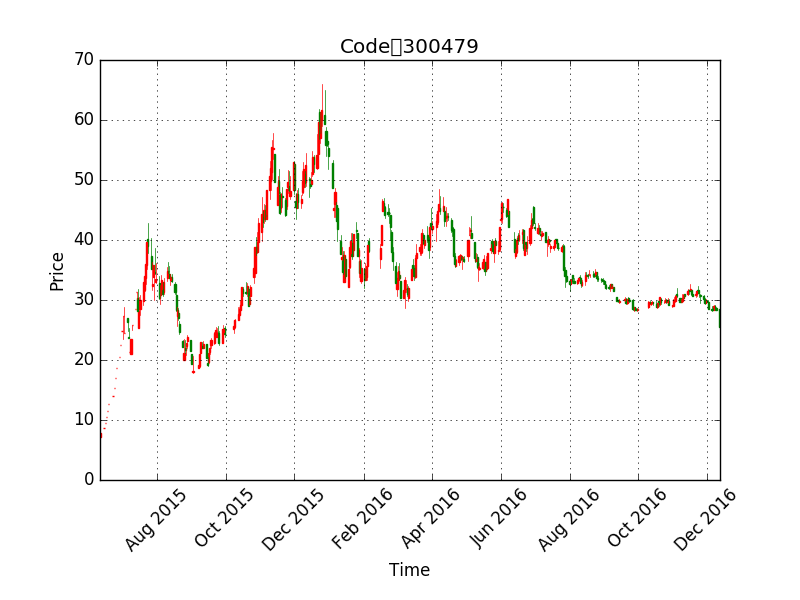 Code▯300479
70
60
50
40
30
20
10
0
Price
Aug 2015
Oct 2015
Dec 2015
Feb 2016
Apr 2016
Jun 2016
Aug 2016
Oct 2016
Dec 2016
Time